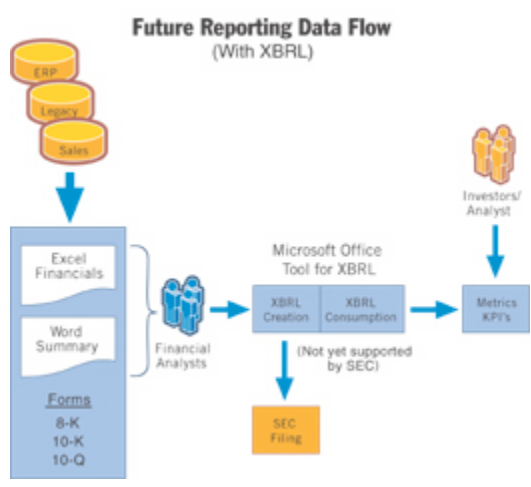 Future Reporting Data Flow
(With XBRL)
ERP
Legacy
Sales
Investors/
Analyst
Excel
Financials
Word
Summary
Forms
8-K
10-K
10-Q
Financial
Analysts
Microsoft Office
Tool for XBRL
XBRL
Creation
XBRL
Consumption
(Not yet supported
by SEC)
SEC
Filing
Metrics
KPI's